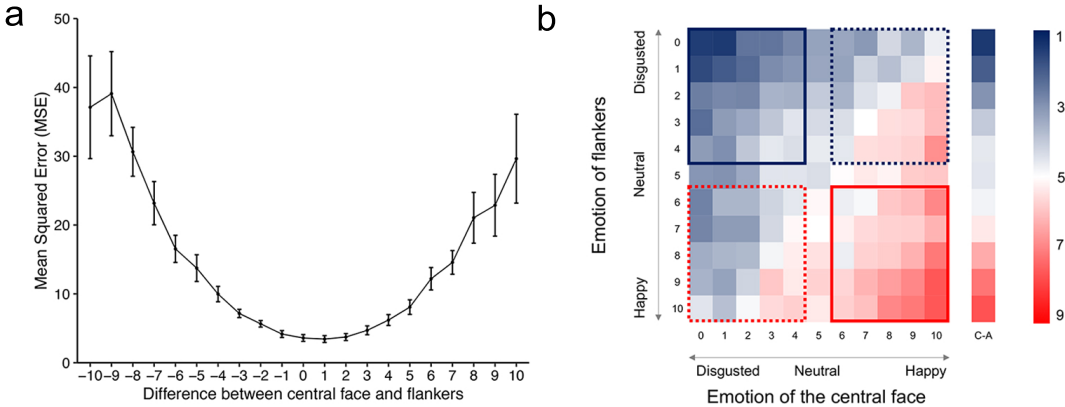 a
50
40
30
20
10
0
Mean Squared Error (MSE)
−10 −9 −8 −7 −6 −5 −4 −3 −2 −1 0 1 2 3 4 5 6 7 8 9 10
Difference between central face and flankers
b
Emotion of flankers
Disgusted
Neutral
Happy
0
1
2
3
4
5
6
7
8
9
10
0 1 2 3 4 5 6 7 8 9 10 C-A
Disgusted Neutral Happy
Emotion of the central face
1
3
5
7
9